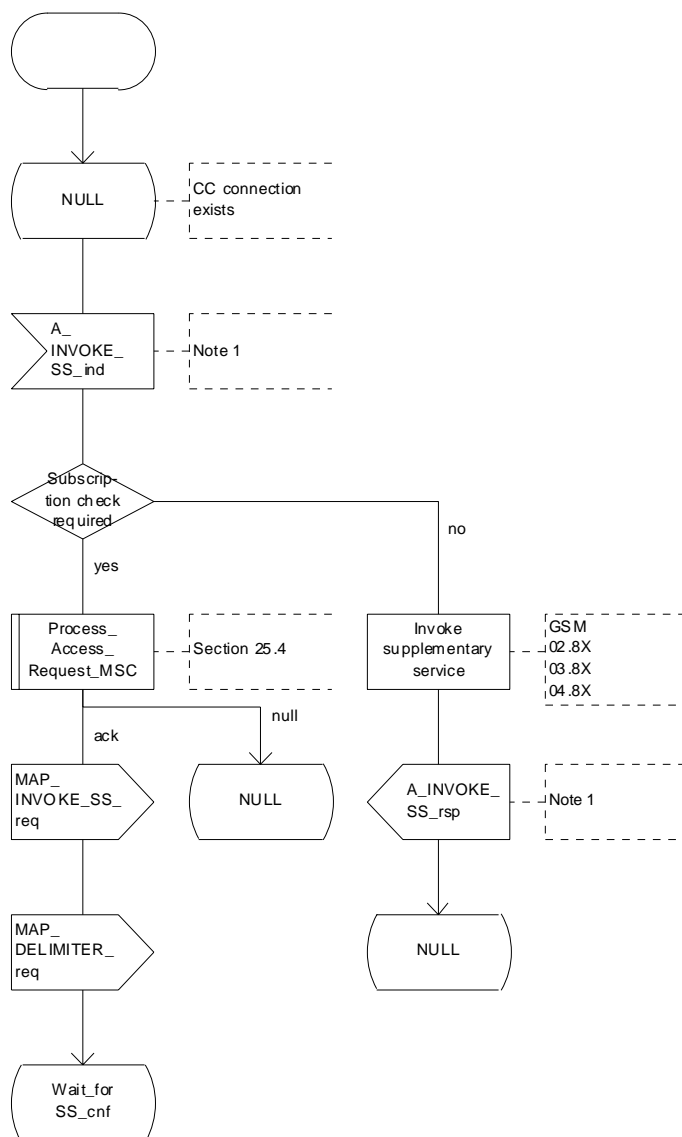 NULL
CC connection
exists
A_
INVOKE_
SS_ind
Note 1
Subscrip-
tion check
required
no
yes
Process_
Access_
Request_MSC
Section 25.4
Invoke
supplementary
service
GSM
02.8X
03.8X
04.8X
null
ack
MAP_
INVOKE_SS_
req
NULL
A_INVOKE_
SS_rsp
Note 1
MAP_
DELIMITER_
req
NULL
Wait_for
SS_cnf